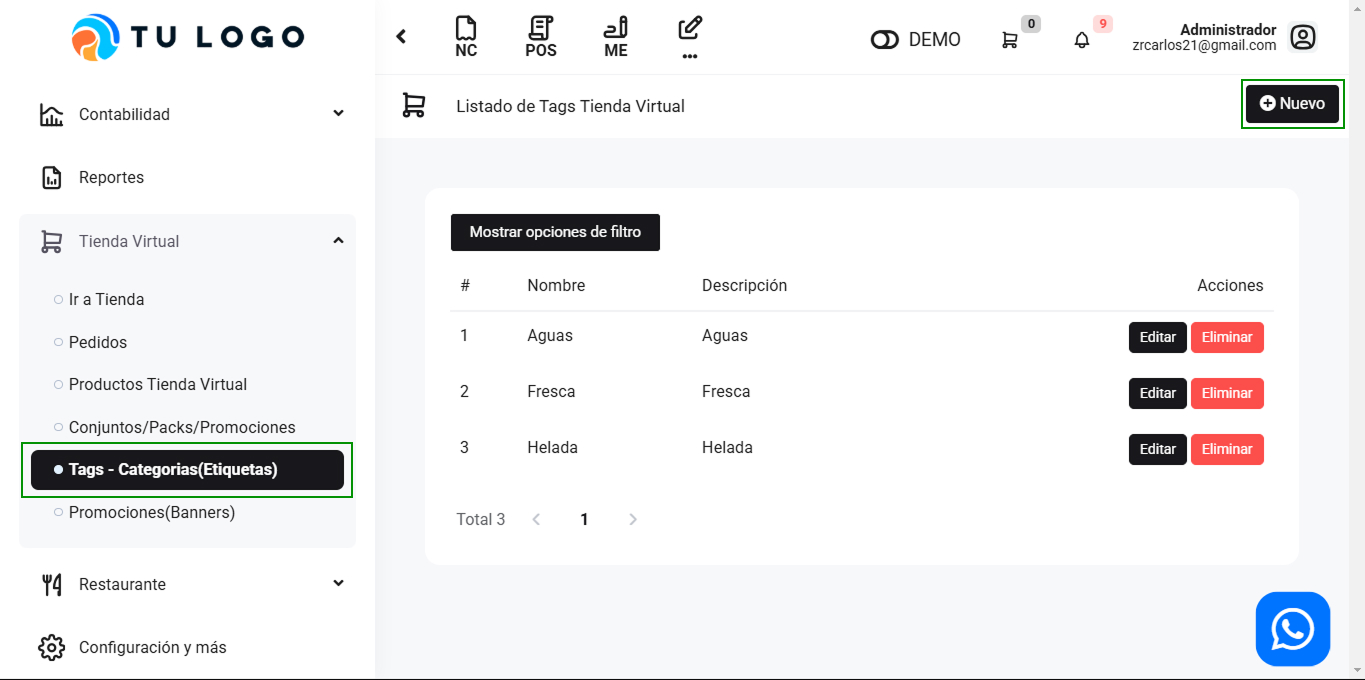 TU LOGO
NC
POS
ME
...
DEMO
0
9
Administrador
zrcarlos21@gmail.com
Contabilidad
Reportes
Tienda Virtual
Ir a Tienda
Pedidos
Productos Tienda Virtual
Conjuntos/Packs/Promociones
Tags - Categorias(Etiquetas)
Promociones(Banners)
Restaurante
Configuración y más
Listado de Tags Tienda Virtual
Nuevo
Mostrar opciones de filtro
# Nombre Descripción Acciones
1 Aguas Aguas Editar Eliminar
2 Fresca Fresca Editar Eliminar
3 Helada Helada Editar Eliminar
Total 3 1